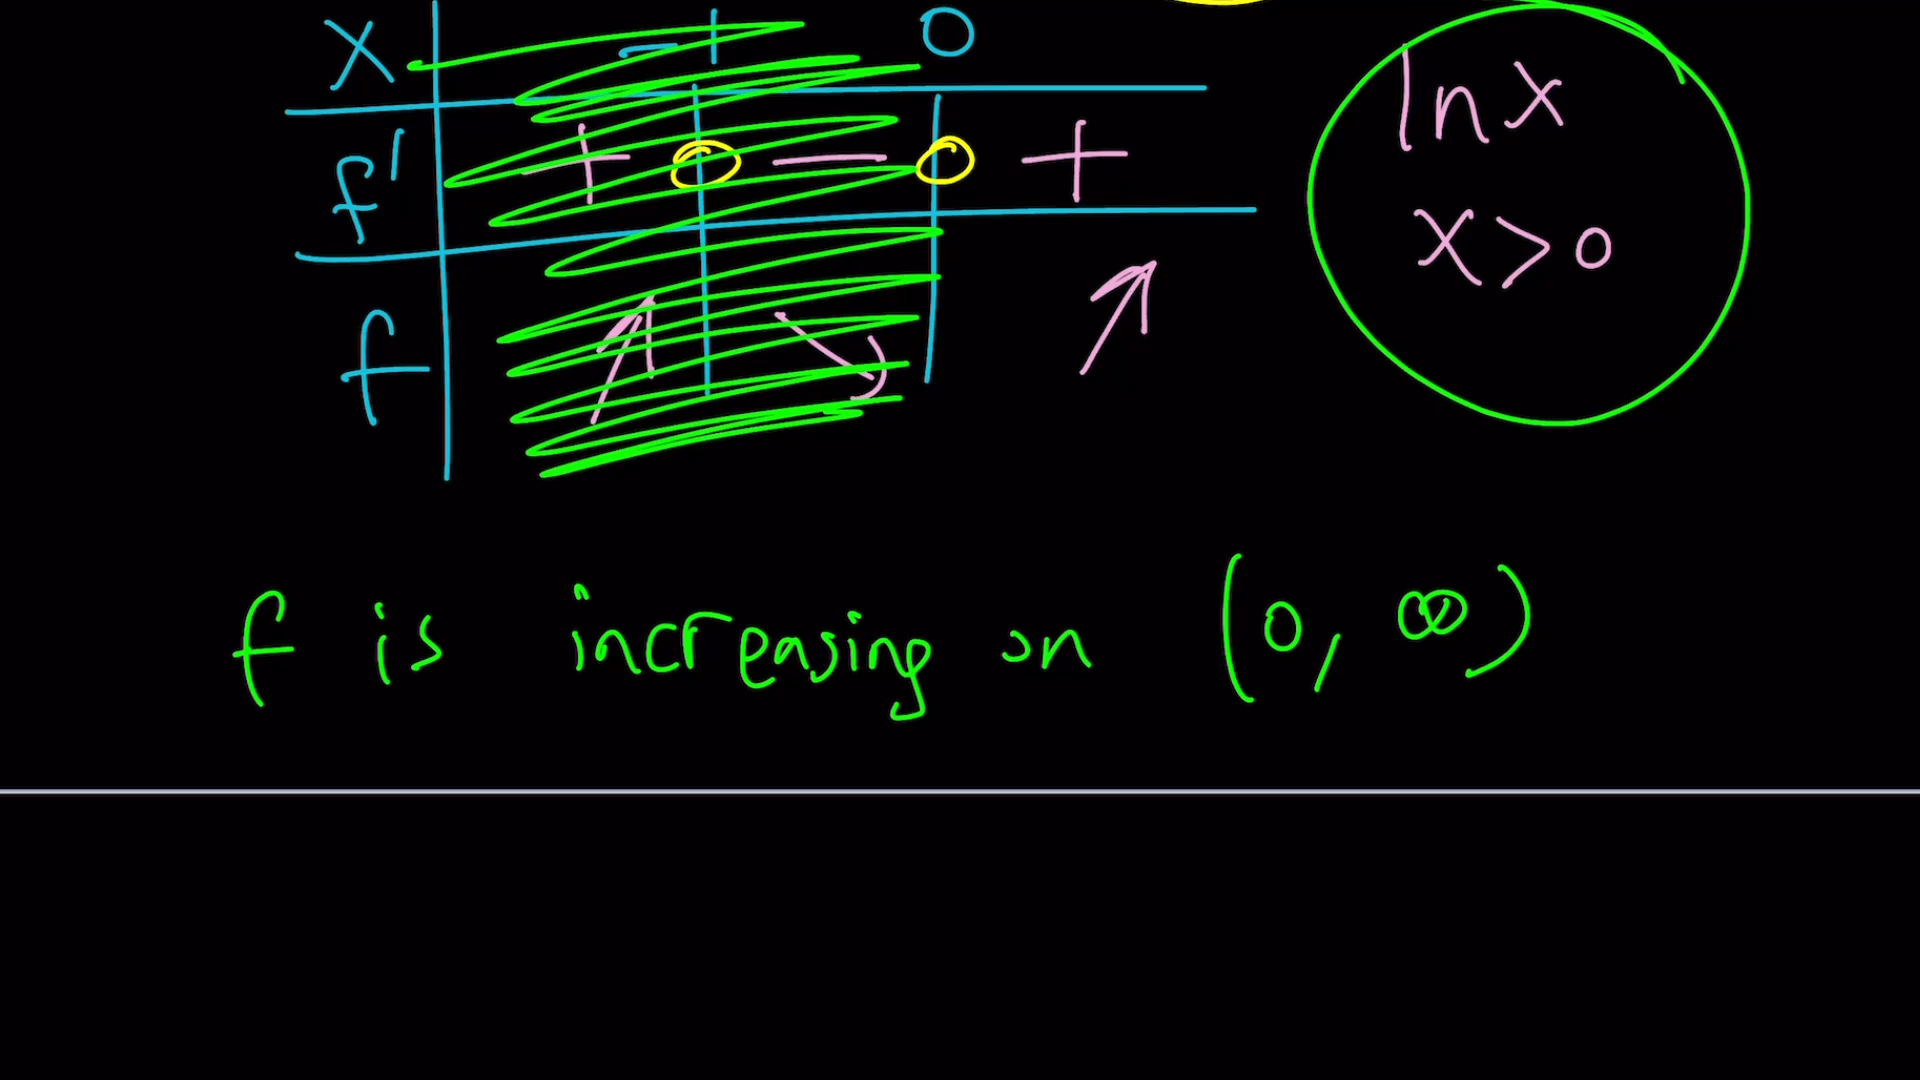 x -1 0
f' + 0 - 0 +
f
ln x
x > 0
f is increasing on (0, ∞)